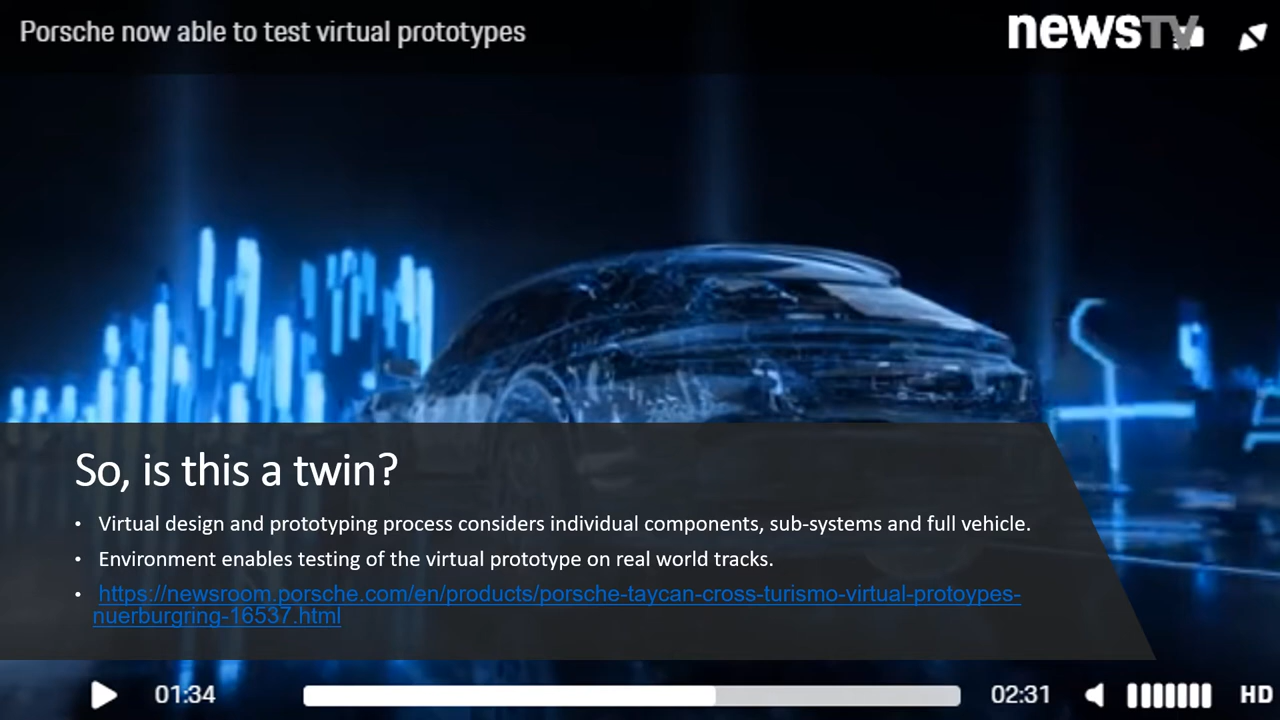 Porsche now able to test virtual prototypes
newsTV
So, is this a twin?
• Virtual design and prototyping process considers individual components, sub-systems and full vehicle.
• Environment enables testing of the virtual prototype on real world tracks.
• https://newsroom.porsche.com/en/products/porsche-taycan-cross-turismo-virtual-protoypes-
nuerburgring-16537.html
01:34
02:31
HD